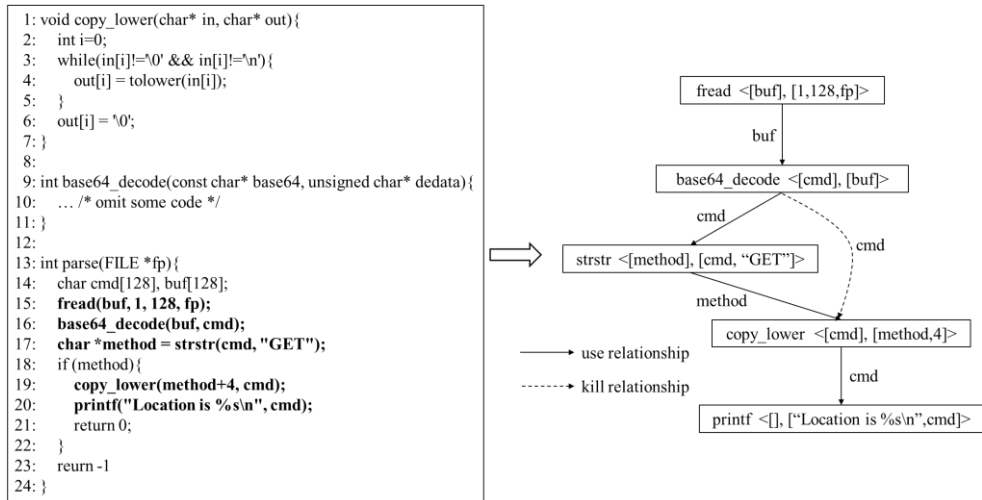 1: void copy_lower(char* in, char* out){
2: int i=0;
3: while(in[i]!='\0' && in[i]!='\n'){
4: out[i] = tolower(in[i]);
5: }
6: out[i] = '\0';
7: }
8:
9: int base64_decode(const char* base64, unsigned char* dedata){
10: … /* omit some code */
11: }
12:
13: int parse(FILE *fp){
14: char cmd[128], buf[128];
15: fread(buf, 1, 128, fp);
16: base64_decode(buf, cmd);
17: char *method = strstr(cmd, "GET");
18: if (method){
19: copy_lower(method+4, cmd);
20: printf("Location is %s\n", cmd);
21: return 0;
22: }
23: reurn -1
24: }
fread <[buf], [1,128,fp]>
buf
base64_decode <[cmd], [buf]>
cmd
cmd
strstr <[method], [cmd, “GET”]>
method
copy_lower <[cmd], [method,4]>
use relationship
cmd
kill relationship
printf <[], [“Location is %s\n”,cmd]>